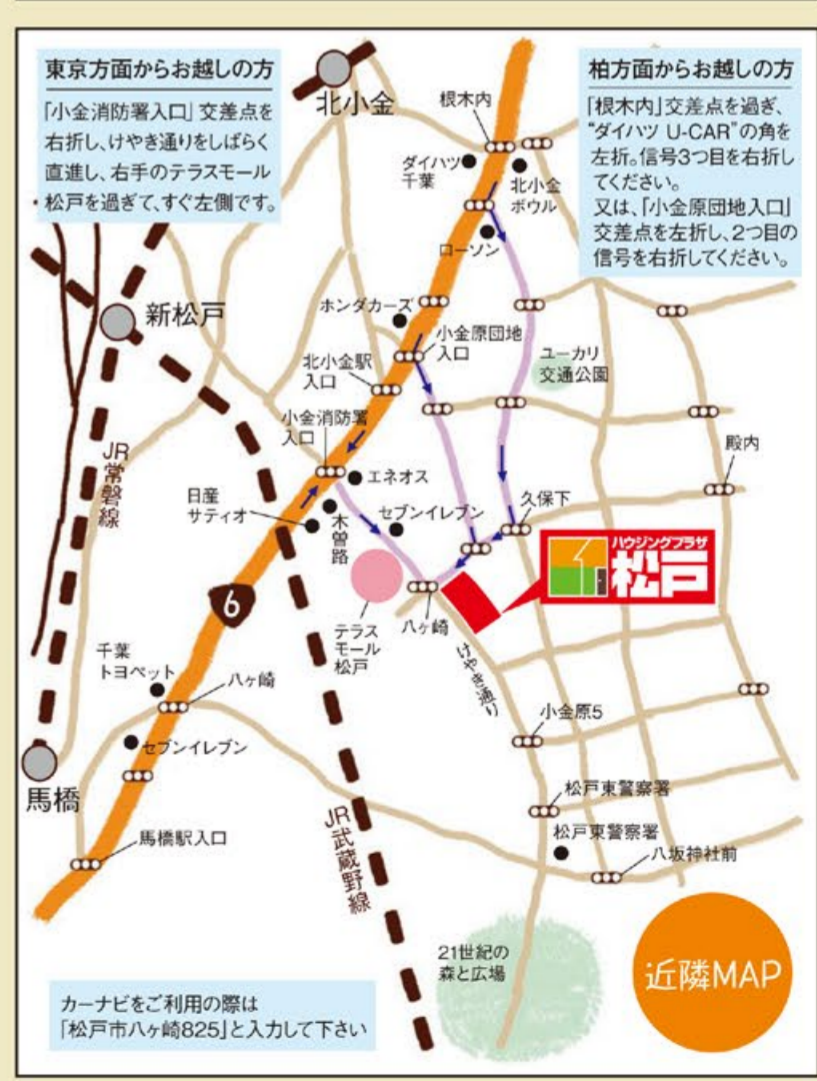 東京方面からお越しの方
「小金消防署入口」交差点を
右折し、けやき通りをしばらく
直進し、右手のテラスモール
松戸を過ぎて、すぐ左側です。
柏方面からお越しの方
「根木内」交差点を過ぎ、
“ダイハツ U-CAR”の角を
左折。信号3つ目を右折し
てください。
又は、「小金原団地入口」
交差点を左折し、2つ目の
信号を右折してください。
北小金
根木内
ダイハツ
千葉
北小金
ボウル
ローソン
新松戸
ホンダカーズ
小金原団地
入口
北小金駅
入口
ユーカリ
交通公園
小金消防署
入口
殿内
JR常磐線
エネオス
日産
サティオ
木曽路
セブンイレブン
久保下
ハウジングプラザ
松戸
6
テラス
モール
松戸
八ヶ崎
けやき通り
千葉
トヨペット
八ヶ崎
小金原5
セブンイレブン
馬橋
松戸東警察署
JR武蔵野線
松戸東警察署
馬橋駅入口
八坂神社前
21世紀の
森と広場
近隣MAP
カーナビをご利用の際は
「松戸市八ヶ崎825」と入力して下さい